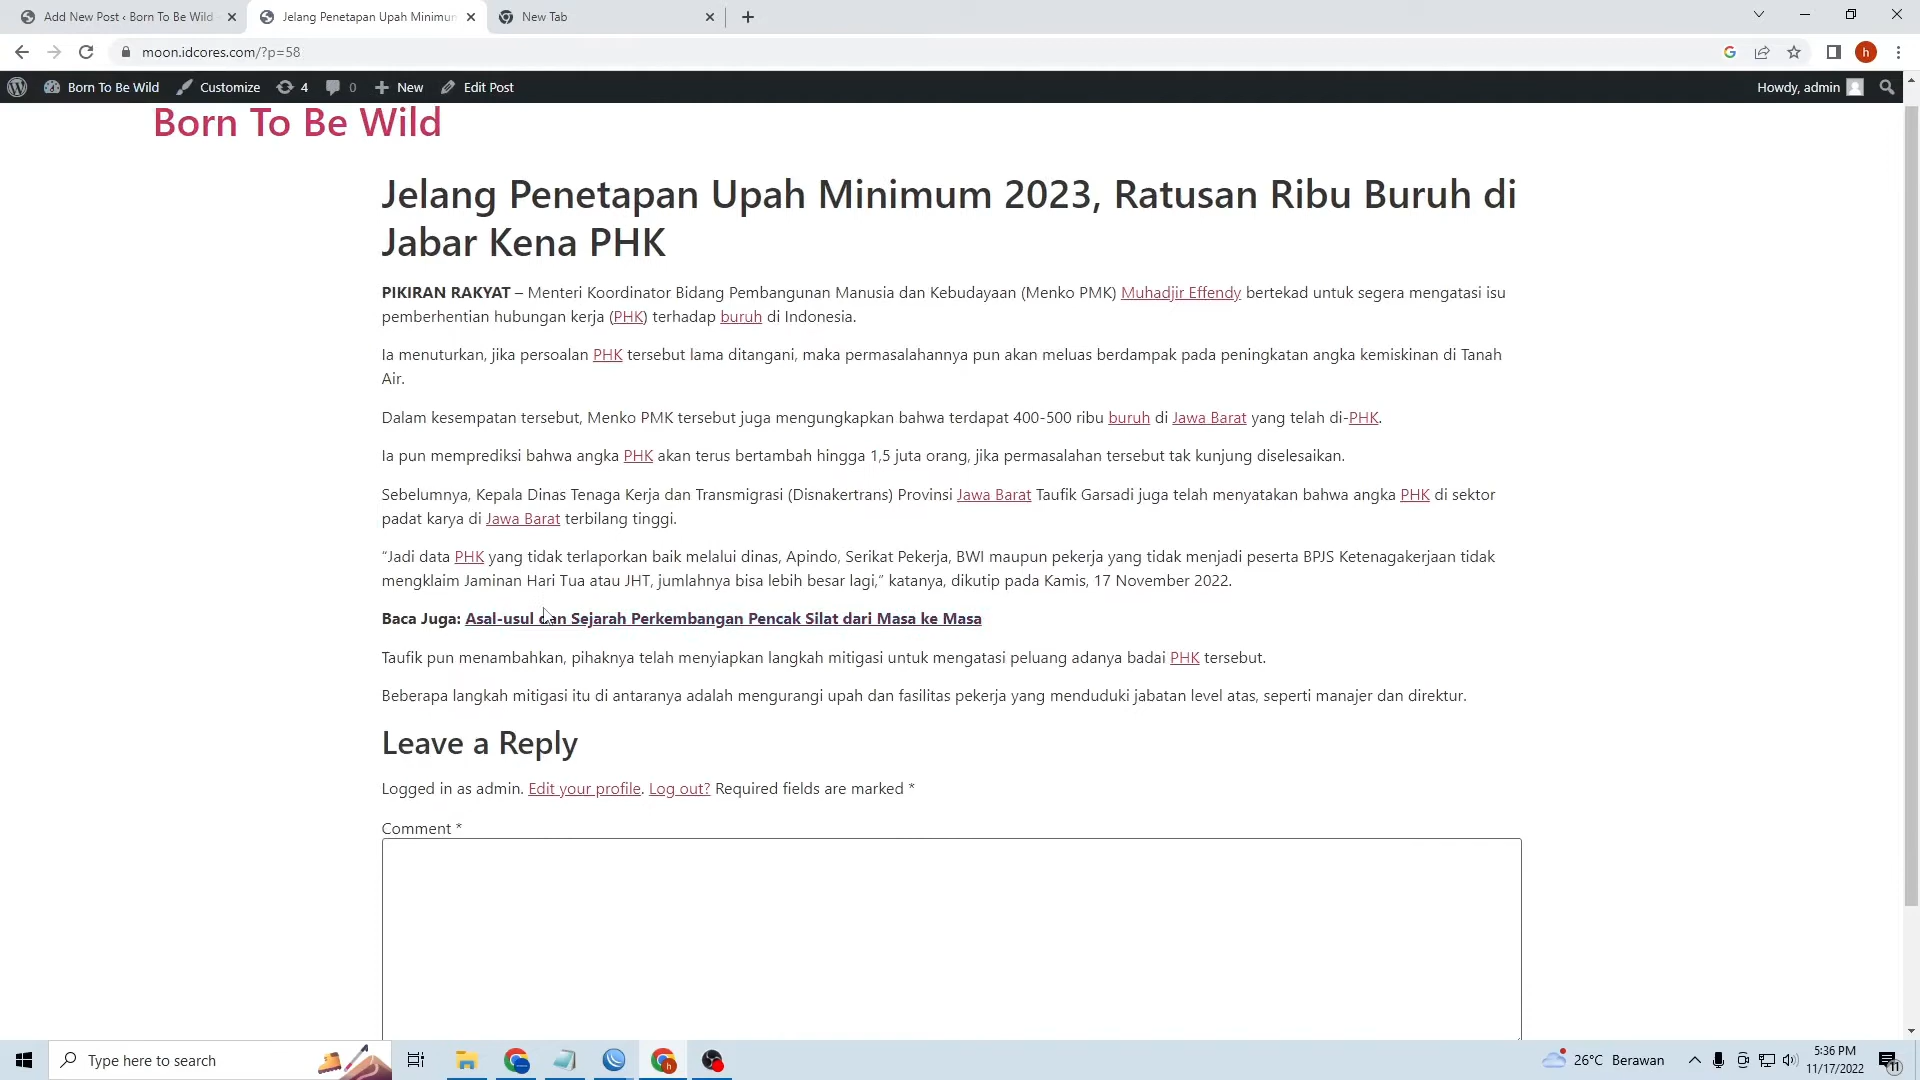 Add New Post ‹ Born To Be Wild
Jelang Penetapan Upah Minimum
New Tab
moon.idcores.com/?p=58
h
Born To Be Wild
Customize
4
0
New
Edit Post
Howdy, admin
Born To Be Wild
Jelang Penetapan Upah Minimum 2023, Ratusan Ribu Buruh di
Jabar Kena PHK
PIKIRAN RAKYAT – Menteri Koordinator Bidang Pembangunan Manusia dan Kebudayaan (Menko PMK) Muhadjir Effendy bertekad untuk segera mengatasi isu
pemberhentian hubungan kerja (PHK) terhadap buruh di Indonesia.
Ia menuturkan, jika persoalan PHK tersebut lama ditangani, maka permasalahannya pun akan meluas berdampak pada peningkatan angka kemiskinan di Tanah
Air.
Dalam kesempatan tersebut, Menko PMK tersebut juga mengungkapkan bahwa terdapat 400-500 ribu buruh di Jawa Barat yang telah di-PHK.
Ia pun memprediksi bahwa angka PHK akan terus bertambah hingga 1,5 juta orang, jika permasalahan tersebut tak kunjung diselesaikan.
Sebelumnya, Kepala Dinas Tenaga Kerja dan Transmigrasi (Disnakertrans) Provinsi Jawa Barat Taufik Garsadi juga telah menyatakan bahwa angka PHK di sektor
padat karya di Jawa Barat terbilang tinggi.
“Jadi data PHK yang tidak terlaporkan baik melalui dinas, Apindo, Serikat Pekerja, BWI maupun pekerja yang tidak menjadi peserta BPJS Ketenagakerjaan tidak
mengklaim Jaminan Hari Tua atau JHT, jumlahnya bisa lebih besar lagi,” katanya, dikutip pada Kamis, 17 November 2022.
Baca Juga: Asal-usul dan Sejarah Perkembangan Pencak Silat dari Masa ke Masa
Taufik pun menambahkan, pihaknya telah menyiapkan langkah mitigasi untuk mengatasi peluang adanya badai PHK tersebut.
Beberapa langkah mitigasi itu di antaranya adalah mengurangi upah dan fasilitas pekerja yang menduduki jabatan level atas, seperti manajer dan direktur.
Leave a Reply
Logged in as admin. Edit your profile. Log out? Required fields are marked *
Comment *
Type here to search
h
26°C Berawan
5:36 PM
11/17/2022
11